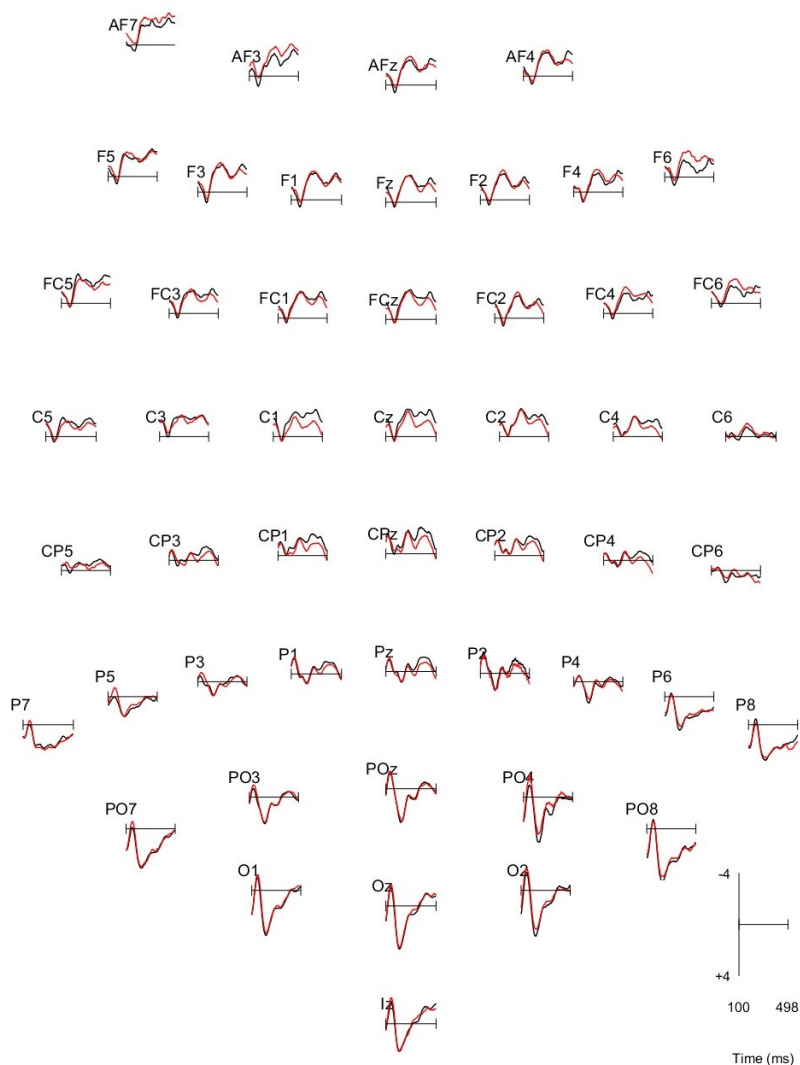 AF7
AF3 AFz AF4
F5 F3 F1 Fz F2 F4 F6
FC5 FC3 FC1 FCz FC2 FC4 FC6
C5 C3 C1 Cz C2 C4 C6
CP5 CP3 CP1 CPz CP2 CP4 CP6
P7 P5 P3 P1 Pz P2 P4 P6 P8
PO7 PO3 POz PO4 PO8
O1 Oz O2
-4
+4
Iz
100 498
Time (ms)